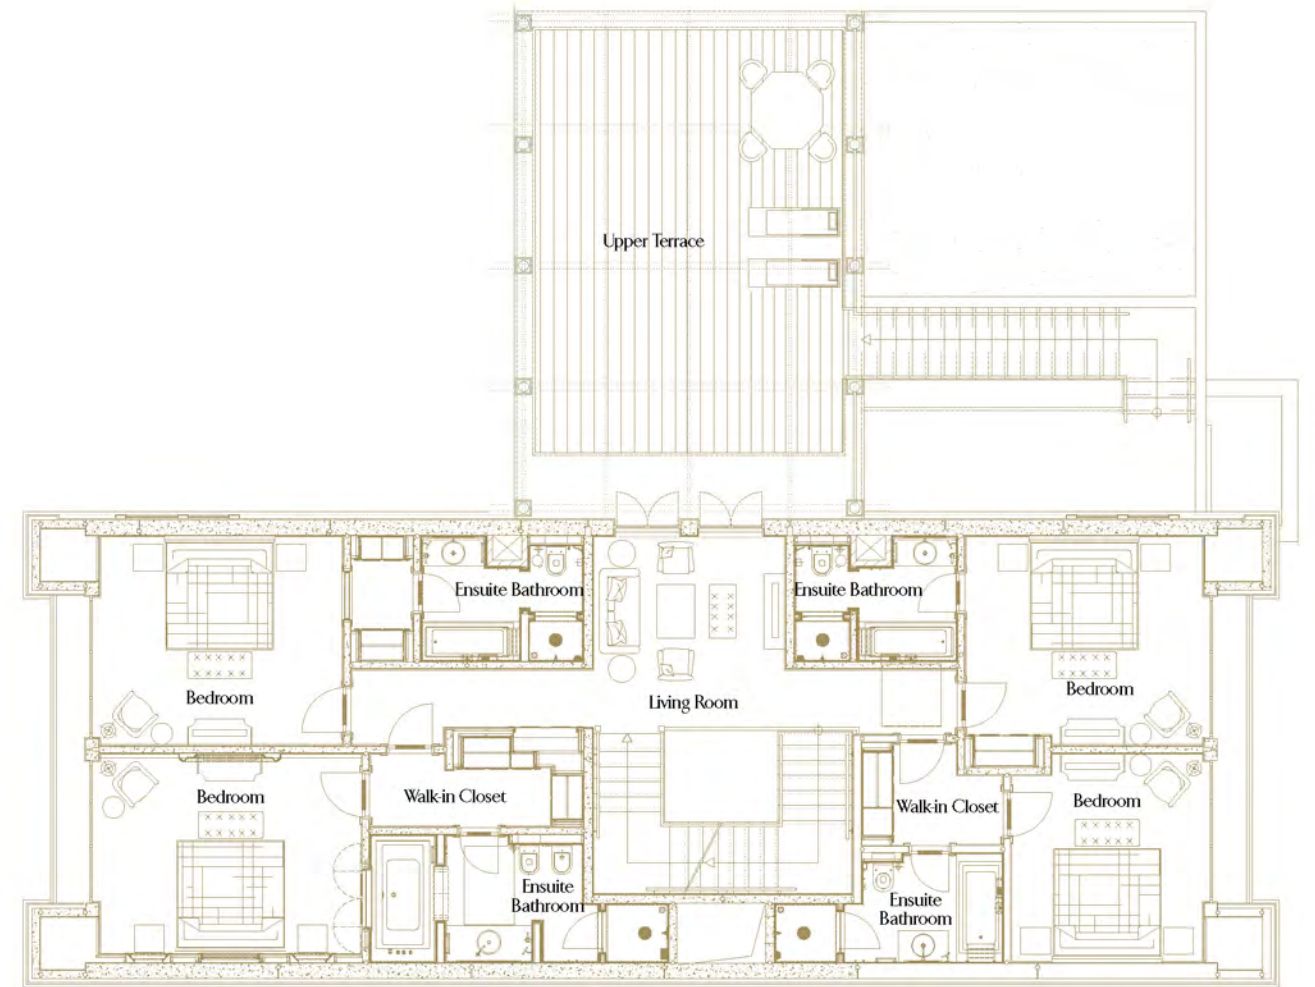 Upper Terrace
Ensuite Bathroom
Ensuite Bathroom
Bedroom
Living Room
Bedroom
Bedroom
Walk-in Closet
Walk-in Closet
Bedroom
Ensuite
Bathroom
Ensuite
Bathroom